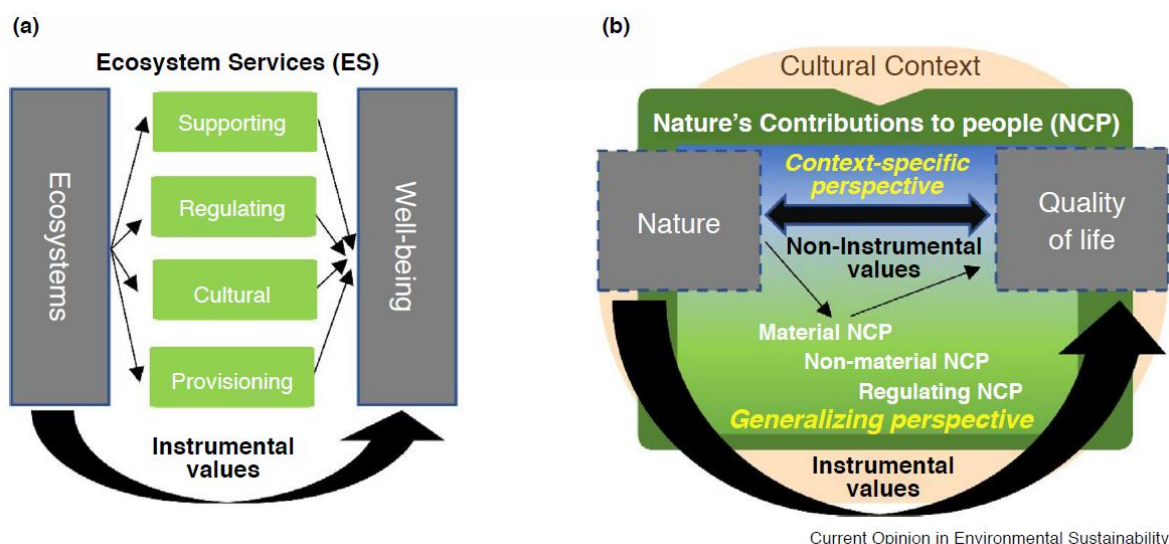 (a)
Ecosystem Services (ES)
Ecosystems
Supporting
Regulating
Cultural
Provisioning
Well-being
Instrumental
values
(b)
Cultural Context
Nature's Contributions to people (NCP)
Context-specific
perspective
Nature
Quality
of life
Non-Instrumental
values
Material NCP
Non-material NCP
Regulating NCP
Generalizing perspective
Instrumental
values
Current Opinion in Environmental Sustainability